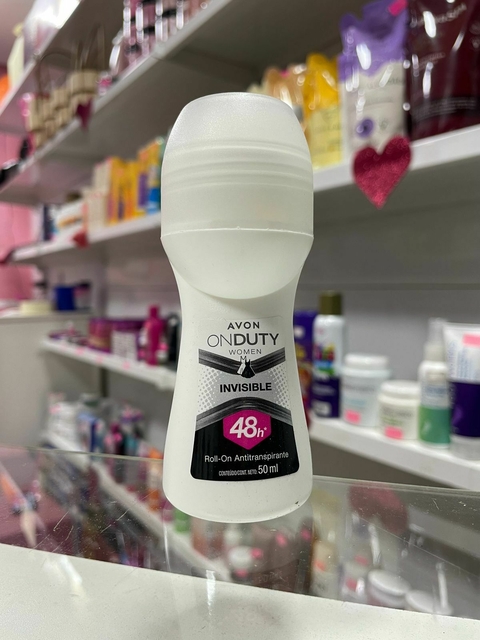 AVON
ONDUTY
WOMEN
INVISIBLE
48h*
Roll-On Antitranspirante
CONTEÚDO/CONT. NETO: 50 ml